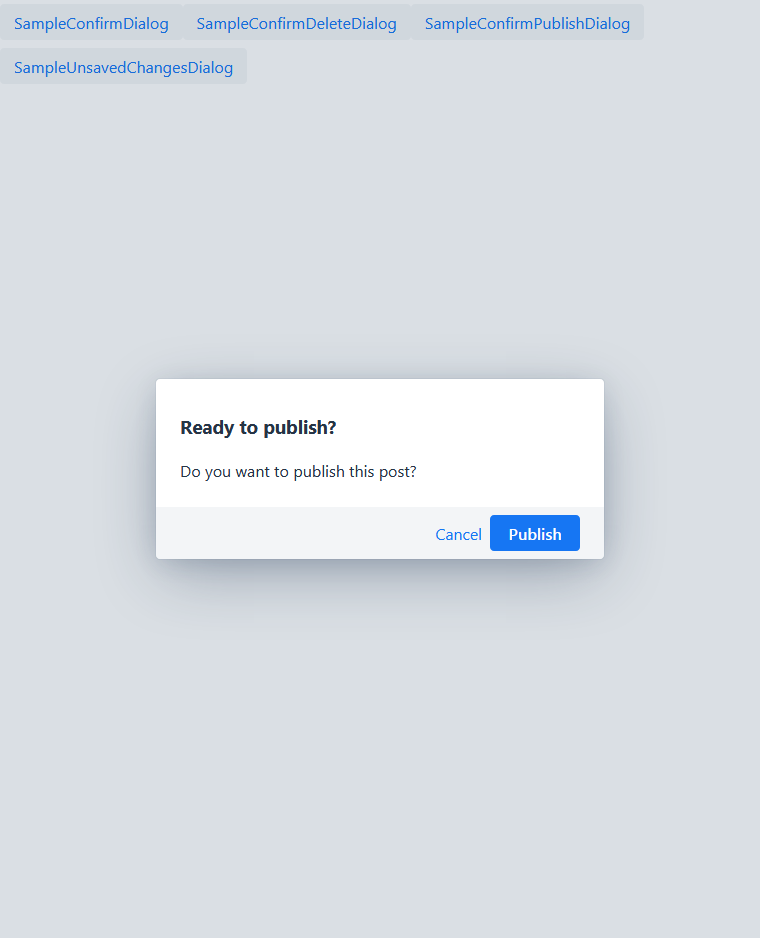 SampleConfirmDialog SampleConfirmDeleteDialog SampleConfirmPublishDialog
SampleUnsavedChangesDialog
Ready to publish?
Do you want to publish this post?
Cancel Publish